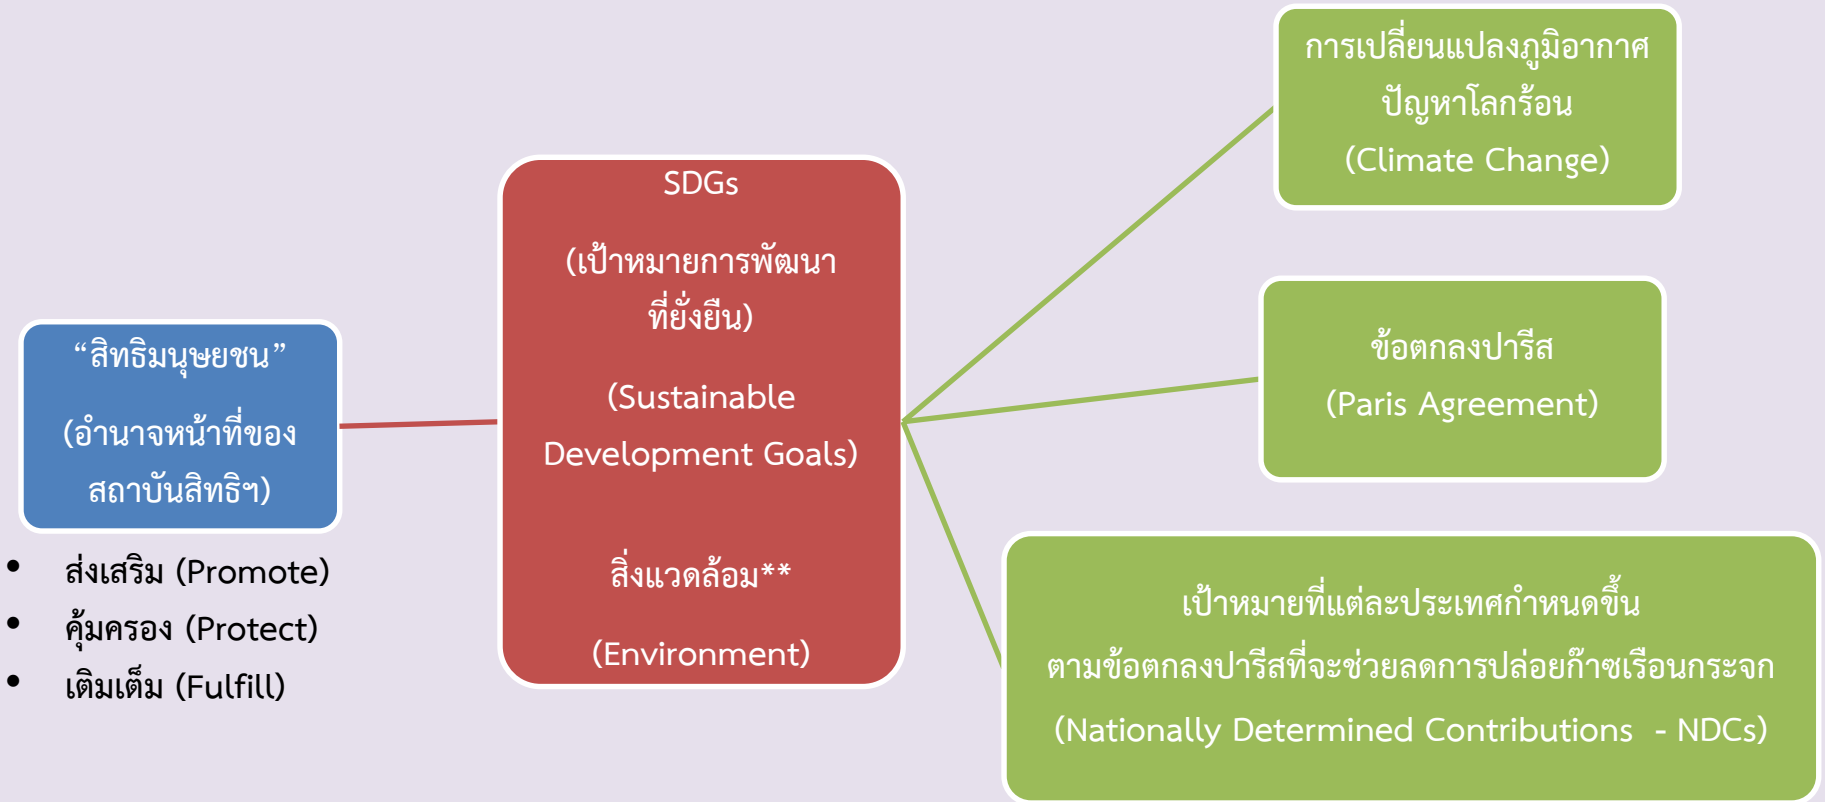 “สิทธิมนุษยชน”
(อำนาจหน้าที่ของ
สถาบันสิทธิฯ)
• ส่งเสริม (Promote)
• คุ้มครอง (Protect)
• เติมเต็ม (Fulfill)
SDGs
(เป้าหมายการพัฒนา
ที่ยั่งยืน)
(Sustainable
Development Goals)
สิ่งแวดล้อม**
(Environment)
การเปลี่ยนแปลงภูมิอากาศ
ปัญหาโลกร้อน
(Climate Change)
ข้อตกลงปารีส
(Paris Agreement)
เป้าหมายที่แต่ละประเทศกำหนดขึ้น
ตามข้อตกลงปารีสที่จะช่วยลดการปล่อยก๊าซเรือนกระจก
(Nationally Determined Contributions - NDCs)